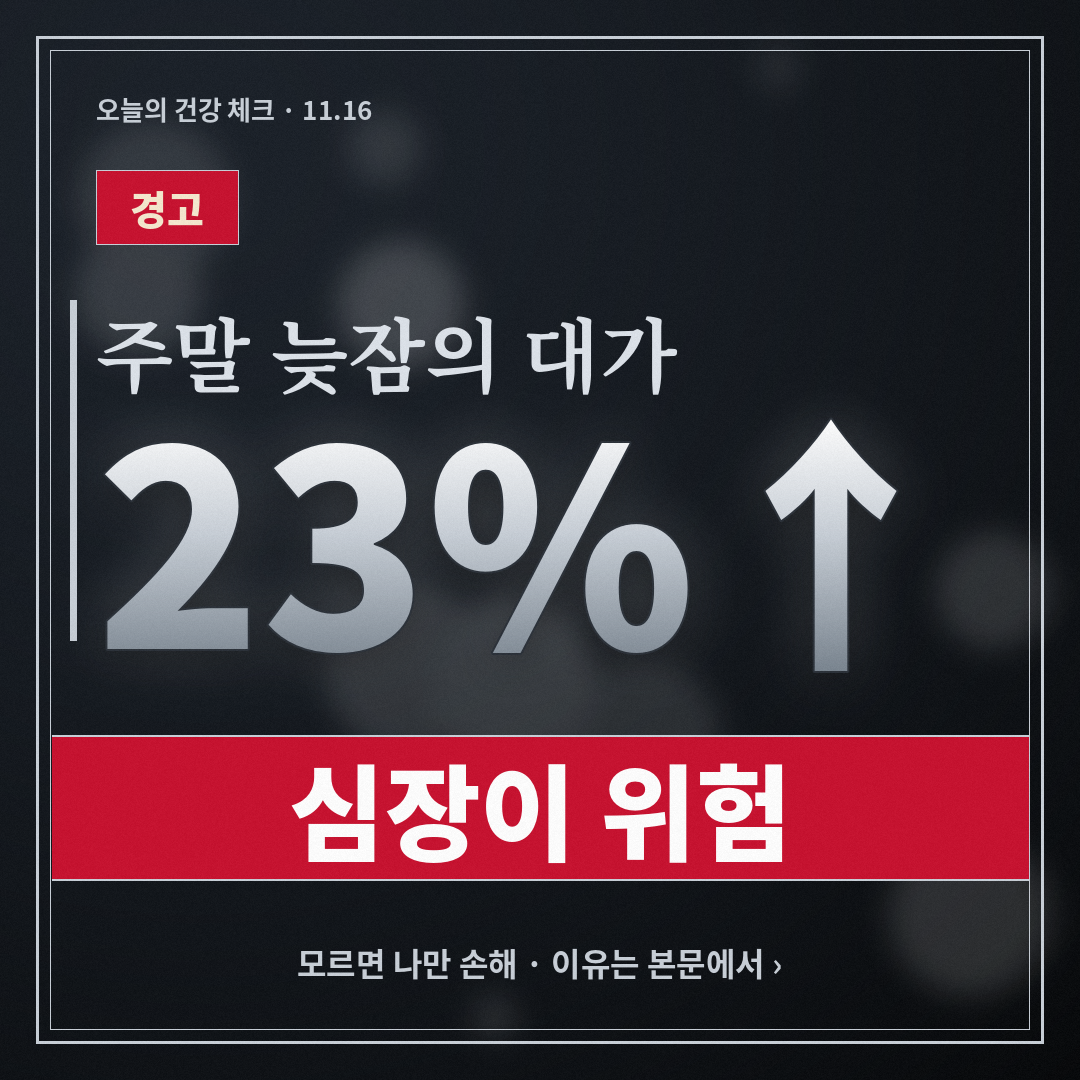 오늘의 건강 체크 · 11.16
경고
주말 늦잠의 대가
23% ↑
심장이 위험
모르면 나만 손해 · 이유는 본문에서 ›